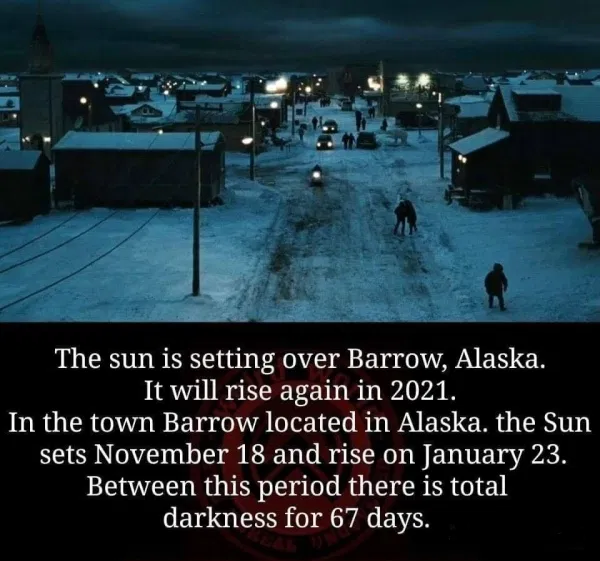 The sun is setting over Barrow, Alaska.
It will rise again in 2021.
In the town Barrow located in Alaska. the Sun
sets November 18 and rise on January 23.
Between this period there is total
darkness for 67 days.